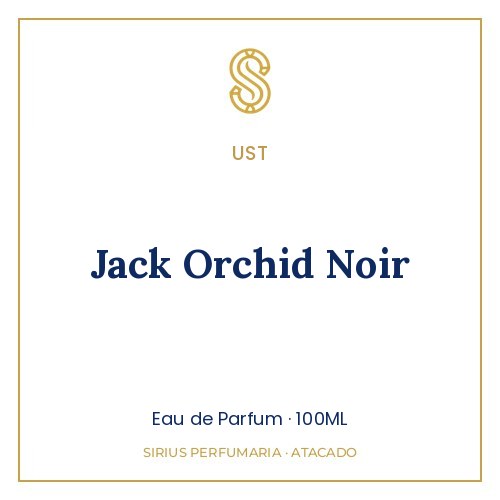 UST
Jack Orchid Noir
Eau de Parfum · 100ML
SIRIUS PERFUMARIA · ATACADO